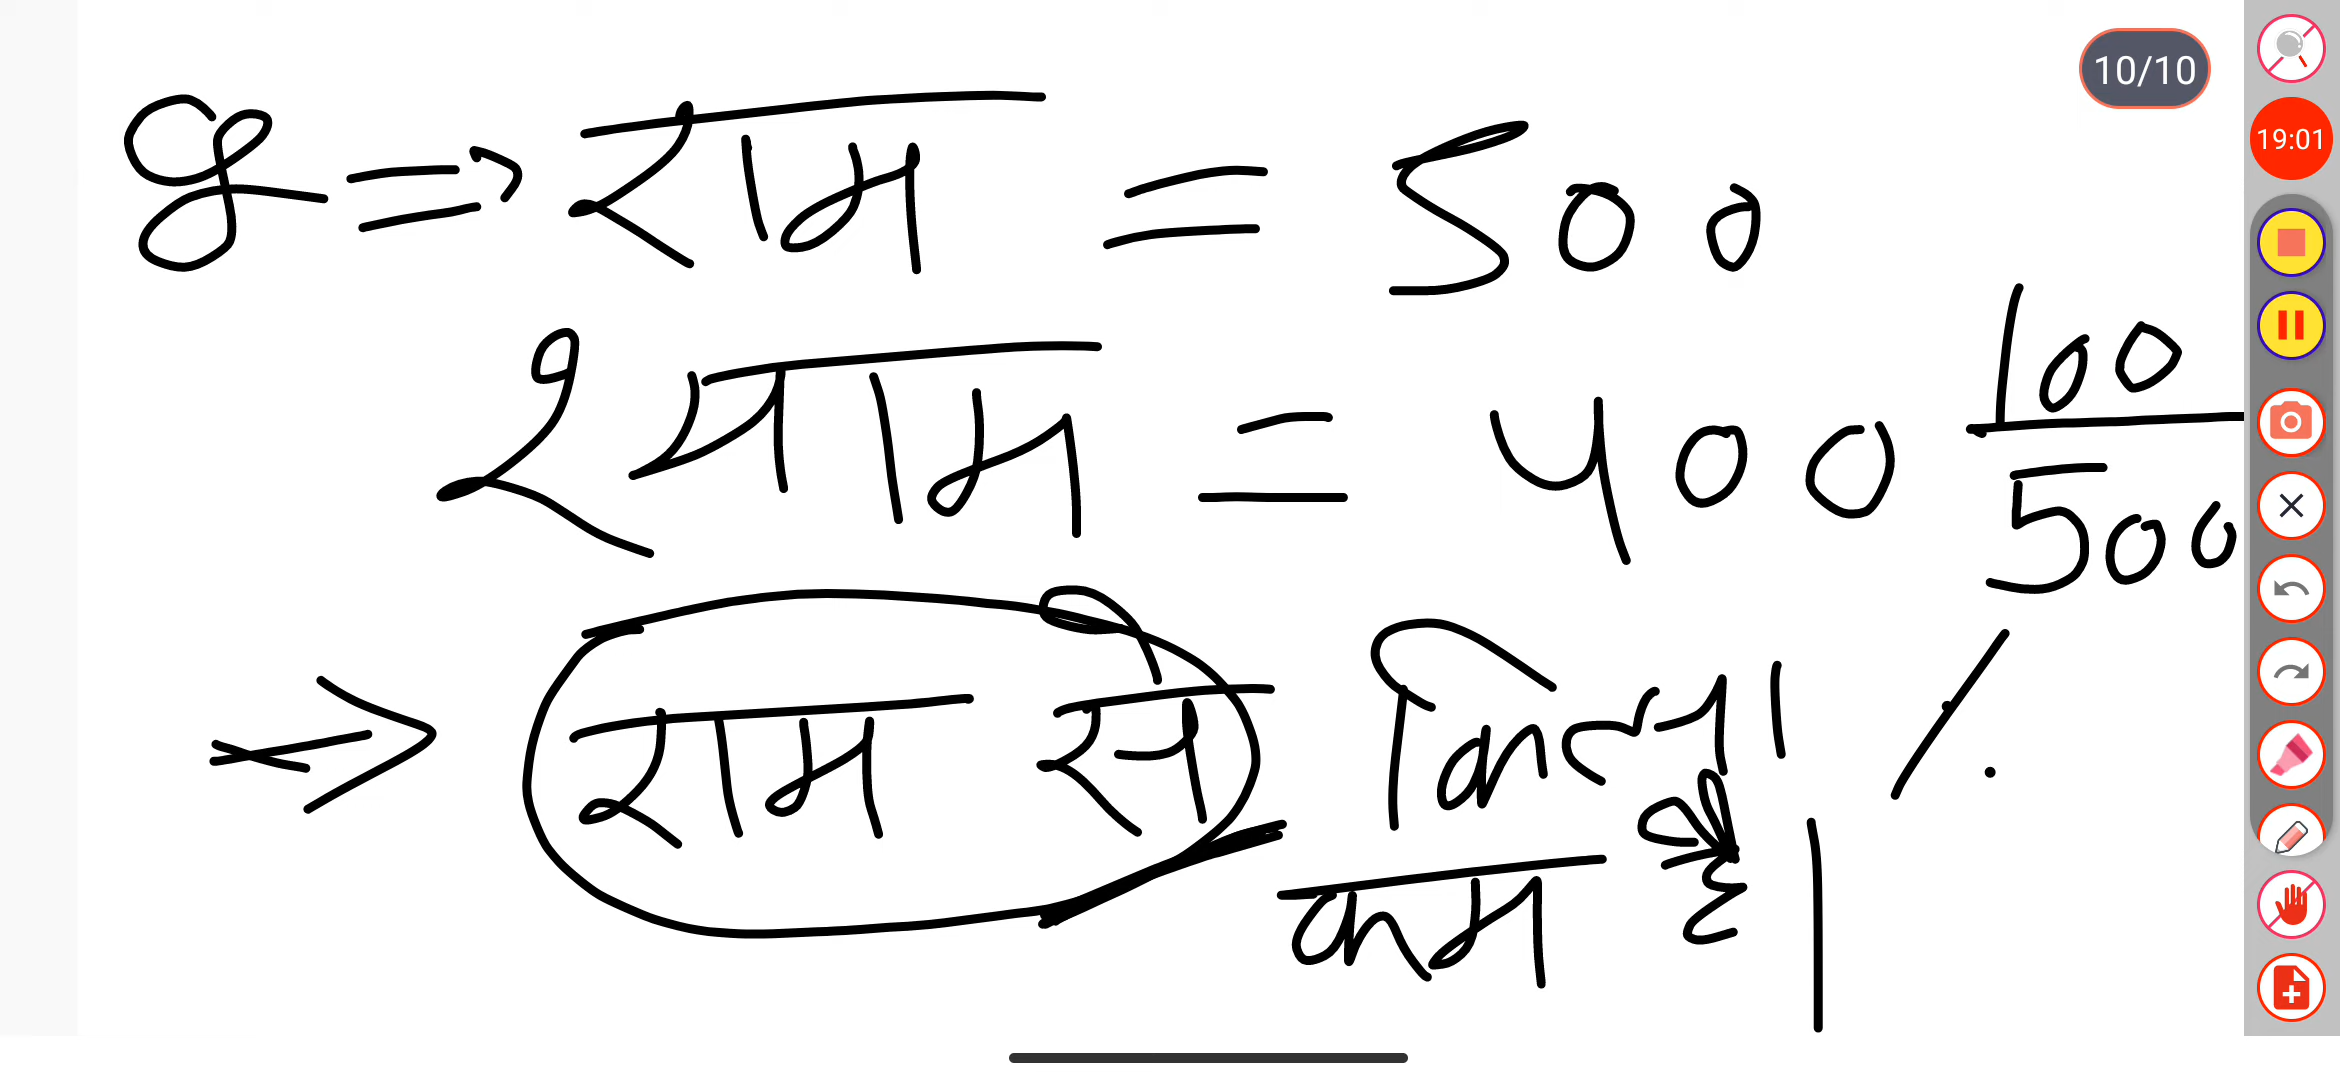 10/10
19:01
⇒ राम = 500
श्याम = 400 100/500
⇒ राम से कितना %
कम है।